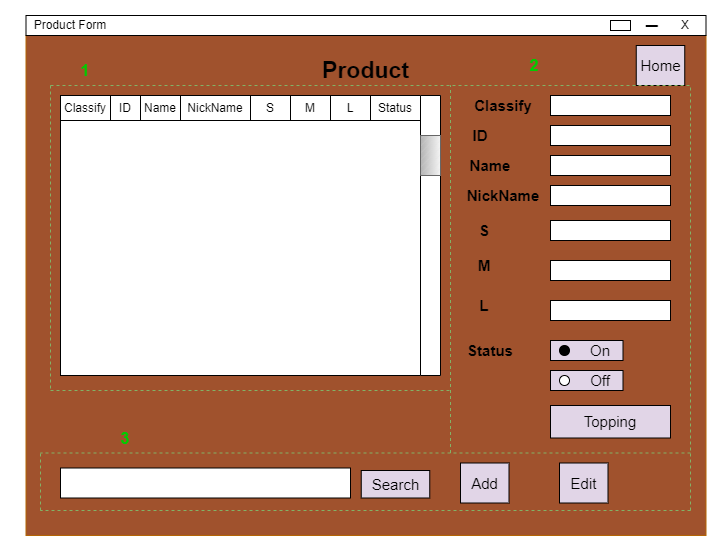 Product Form
X
1
Product
2
Home
Classify ID Name NickName S M L Status
Classify
ID
Name
NickName
S
M
L
Status
On
Off
Topping
3
Search
Add
Edit